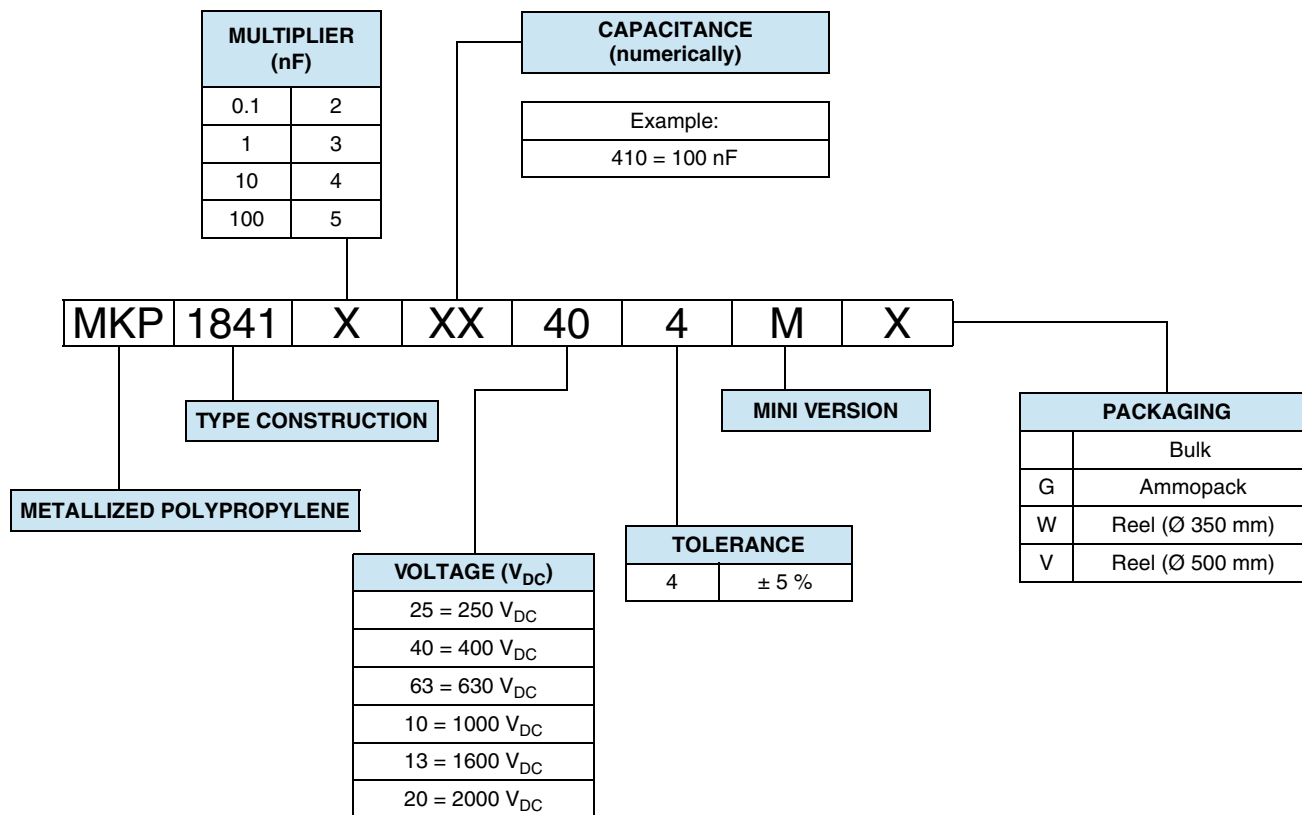 MULTIPLIER
(nF)
0.1 2
1 3
10 4
100 5
CAPACITANCE
(numerically)
Example:
410 = 100 nF
MKP 1841 X XX 40 4 M X
TYPE CONSTRUCTION
METALLIZED POLYPROPYLENE
VOLTAGE (VDC)
25 = 250 VDC
40 = 400 VDC
63 = 630 VDC
10 = 1000 VDC
13 = 1600 VDC
20 = 2000 VDC
TOLERANCE
4 ± 5 %
MINI VERSION
PACKAGING
Bulk
G Ammopack
W Reel (Ø 350 mm)
V Reel (Ø 500 mm)